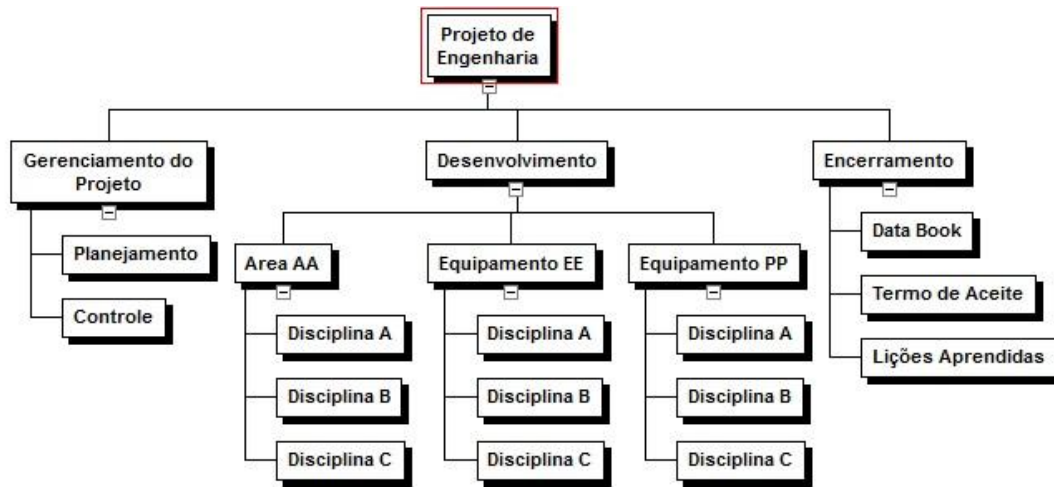 Projeto de
Engenharia
Gerenciamento do
Projeto
Desenvolvimento
Encerramento
Planejamento
Controle
Area AA
Equipamento EE
Equipamento PP
Disciplina A
Disciplina B
Disciplina C
Disciplina A
Disciplina B
Disciplina C
Disciplina A
Disciplina B
Disciplina C
Data Book
Termo de Aceite
Lições Aprendidas